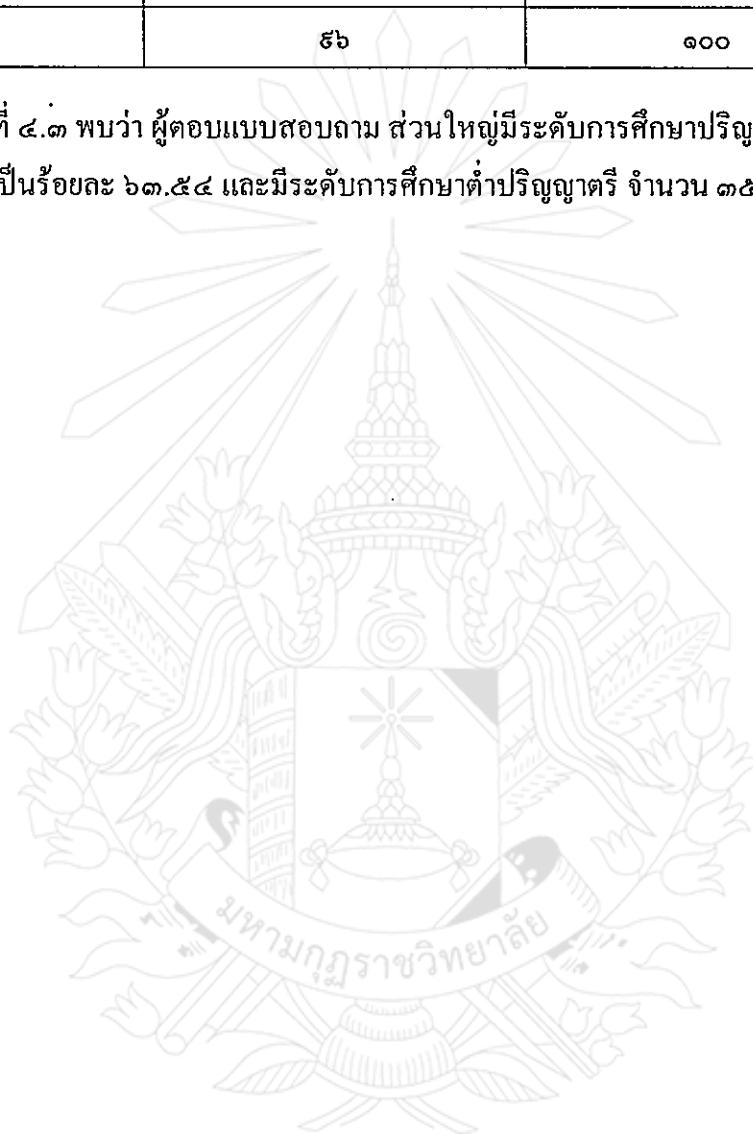 ๙๖ ๑๐๐
ที่ ๔.๓ พบว่า ผู้ตอบแบบสอบถาม ส่วนใหญ่มีระดับการศึกษาปริญ
เป็นร้อยละ ๖๓.๕๔ และมีระดับการศึกษาต่ำปริญญาตรี จำนวน ๓๕
มหามกุฏราชวิทยาลัย